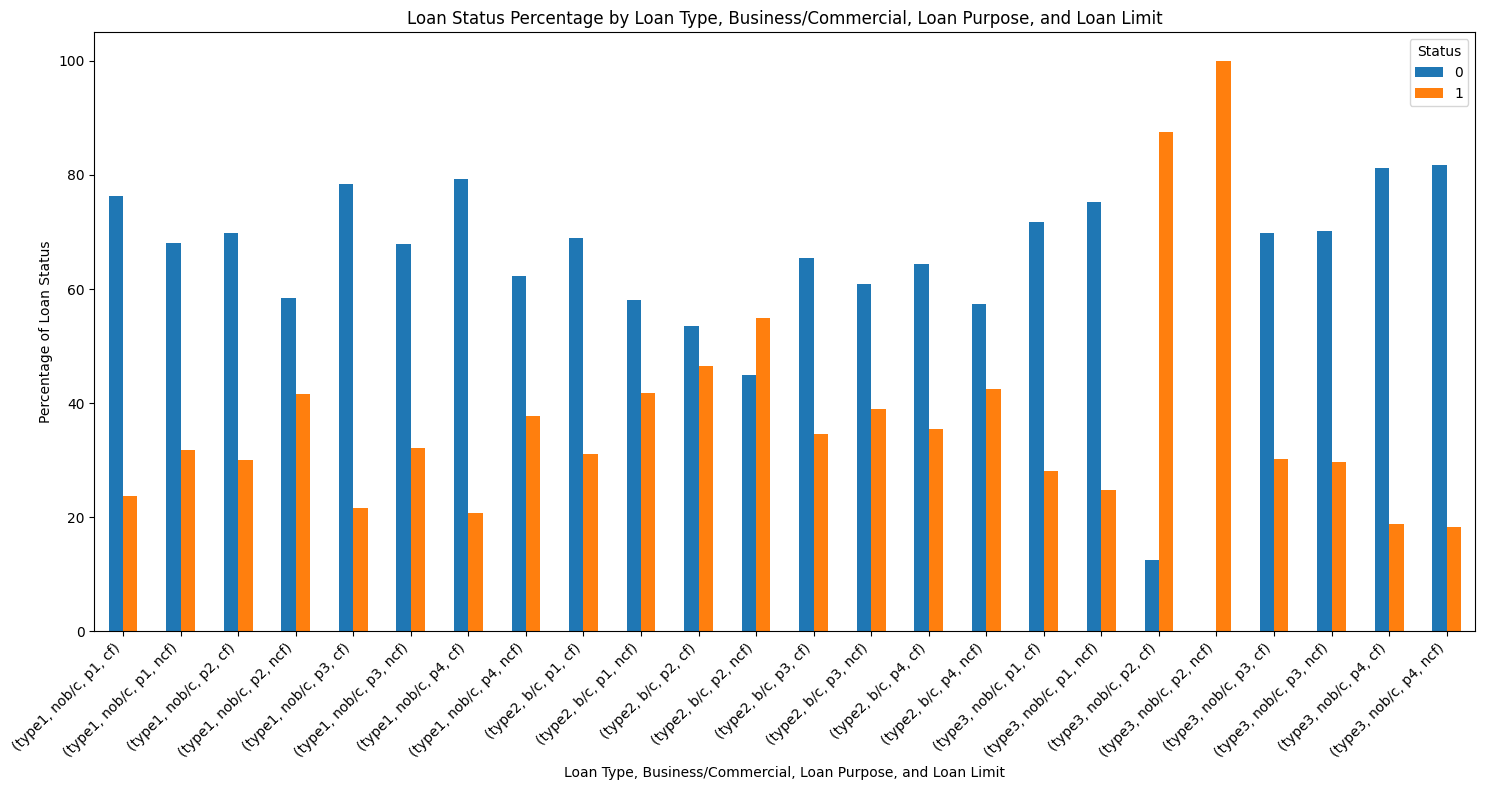 Loan Status Percentage by Loan Type, Business/Commercial, Loan Purpose, and Loan Limit
Status
0
1
Percentage of Loan Status
100
80
60
40
20
0
(type1, nob/c, p1, cf)
(type1, nob/c, p1, ncf)
(type1, nob/c, p2, cf)
(type1, nob/c, p2, ncf)
(type1, nob/c, p3, cf)
(type1, nob/c, p3, ncf)
(type1, nob/c, p4, cf)
(type1, nob/c, p4, ncf)
(type2, b/c, p1, cf)
(type2, b/c, p1, ncf)
(type2, b/c, p2, cf)
(type2, b/c, p2, ncf)
(type2, b/c, p3, cf)
(type2, b/c, p3, ncf)
(type2, b/c, p4, cf)
(type2, b/c, p4, ncf)
(type3, nob/c, p1, cf)
(type3, nob/c, p1, ncf)
(type3, nob/c, p2, cf)
(type3, nob/c, p2, ncf)
(type3, nob/c, p3, cf)
(type3, nob/c, p3, ncf)
(type3, nob/c, p4, cf)
(type3, nob/c, p4, ncf)
Loan Type, Business/Commercial, Loan Purpose, and Loan Limit